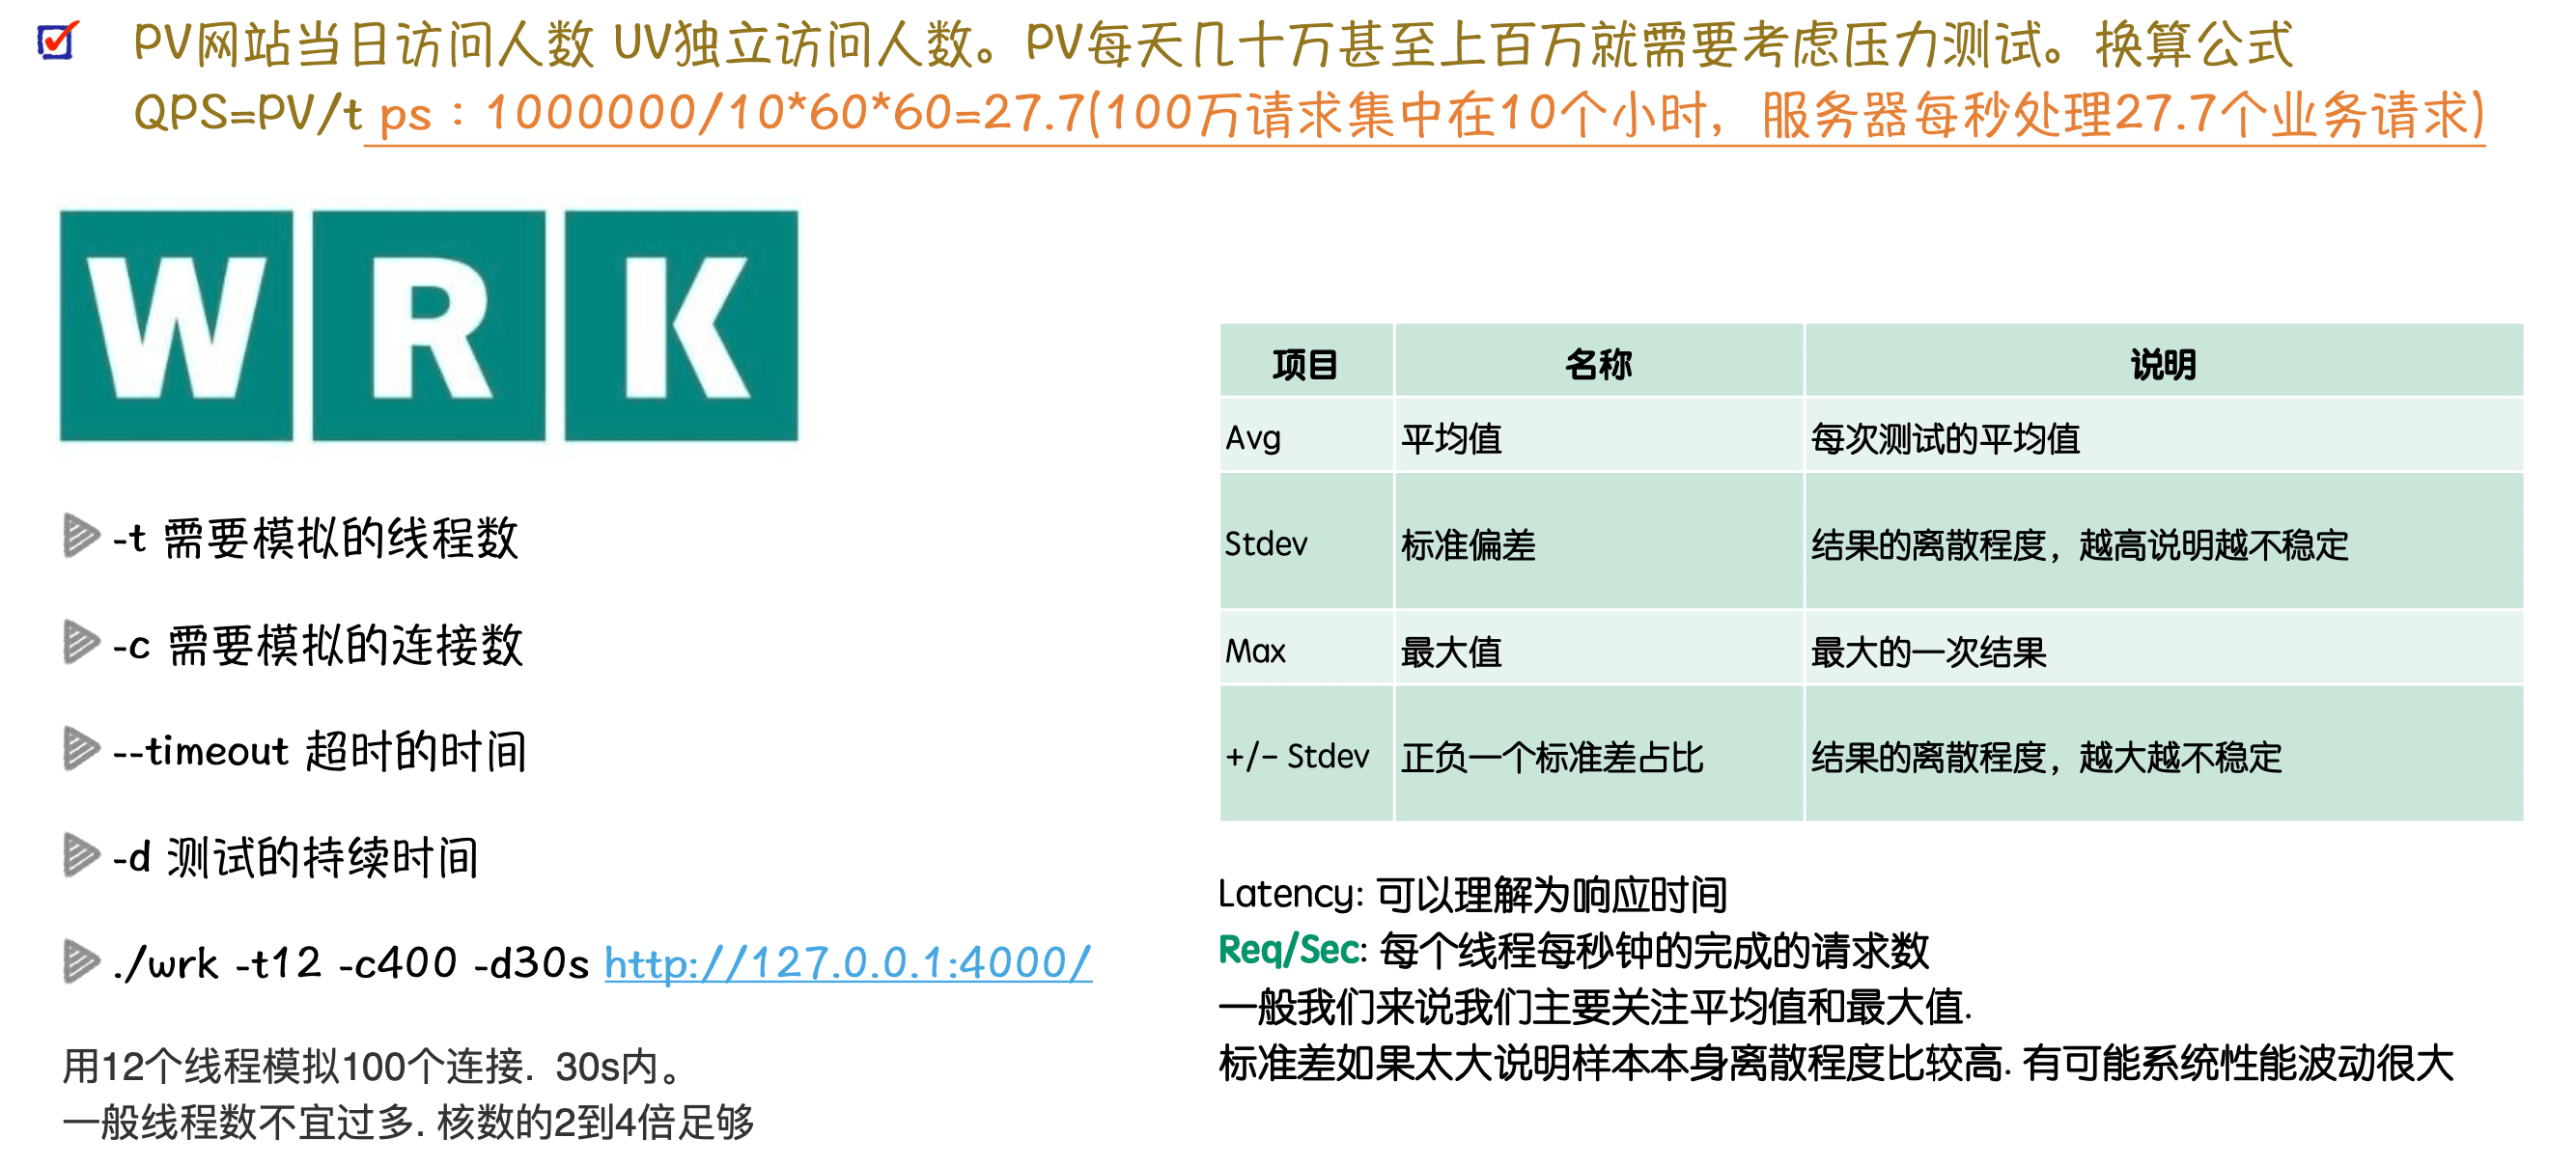 PV网站当日访问人数 UV独立访问人数。PV每天几十万甚至上百万就需要考虑压力测试。换算公式
QPS=PV/t ps：1000000/10*60*60=27.7(100万请求集中在10个小时，服务器每秒处理27.7个业务请求)
WRK
-t 需要模拟的线程数
-c 需要模拟的连接数
--timeout 超时的时间
-d 测试的持续时间
./wrk -t12 -c400 -d30s http://127.0.0.1:4000/
用12个线程模拟100个连接. 30s内。
一般线程数不宜过多. 核数的2到4倍足够
项目 名称 说明
Avg 平均值 每次测试的平均值
Stdev 标准偏差 结果的离散程度，越高说明越不稳定
Max 最大值 最大的一次结果
+/- Stdev 正负一个标准差占比 结果的离散程度，越大越不稳定
Latency: 可以理解为响应时间
Req/Sec: 每个线程每秒钟的完成的请求数
一般我们来说我们主要关注平均值和最大值.
标准差如果太大说明样本本身离散程度比较高. 有可能系统性能波动很大